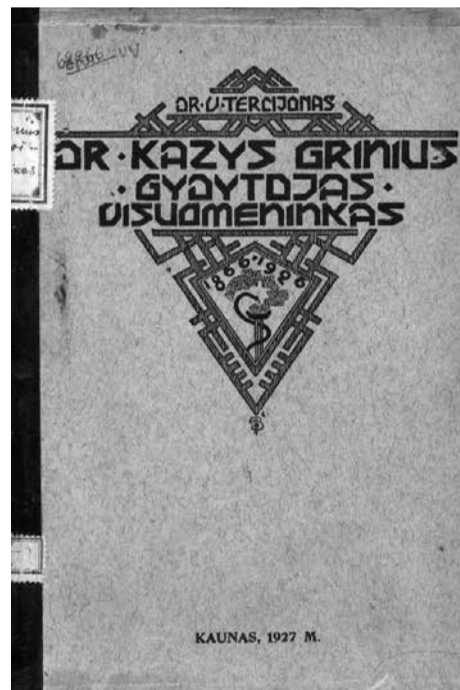 DR·V·TERCIJONAS
DR·KAZYS GRINIUS
·GYDYTOJAS·
VISUOMENINKAS
1866·1926
KAUNAS, 1927 M.